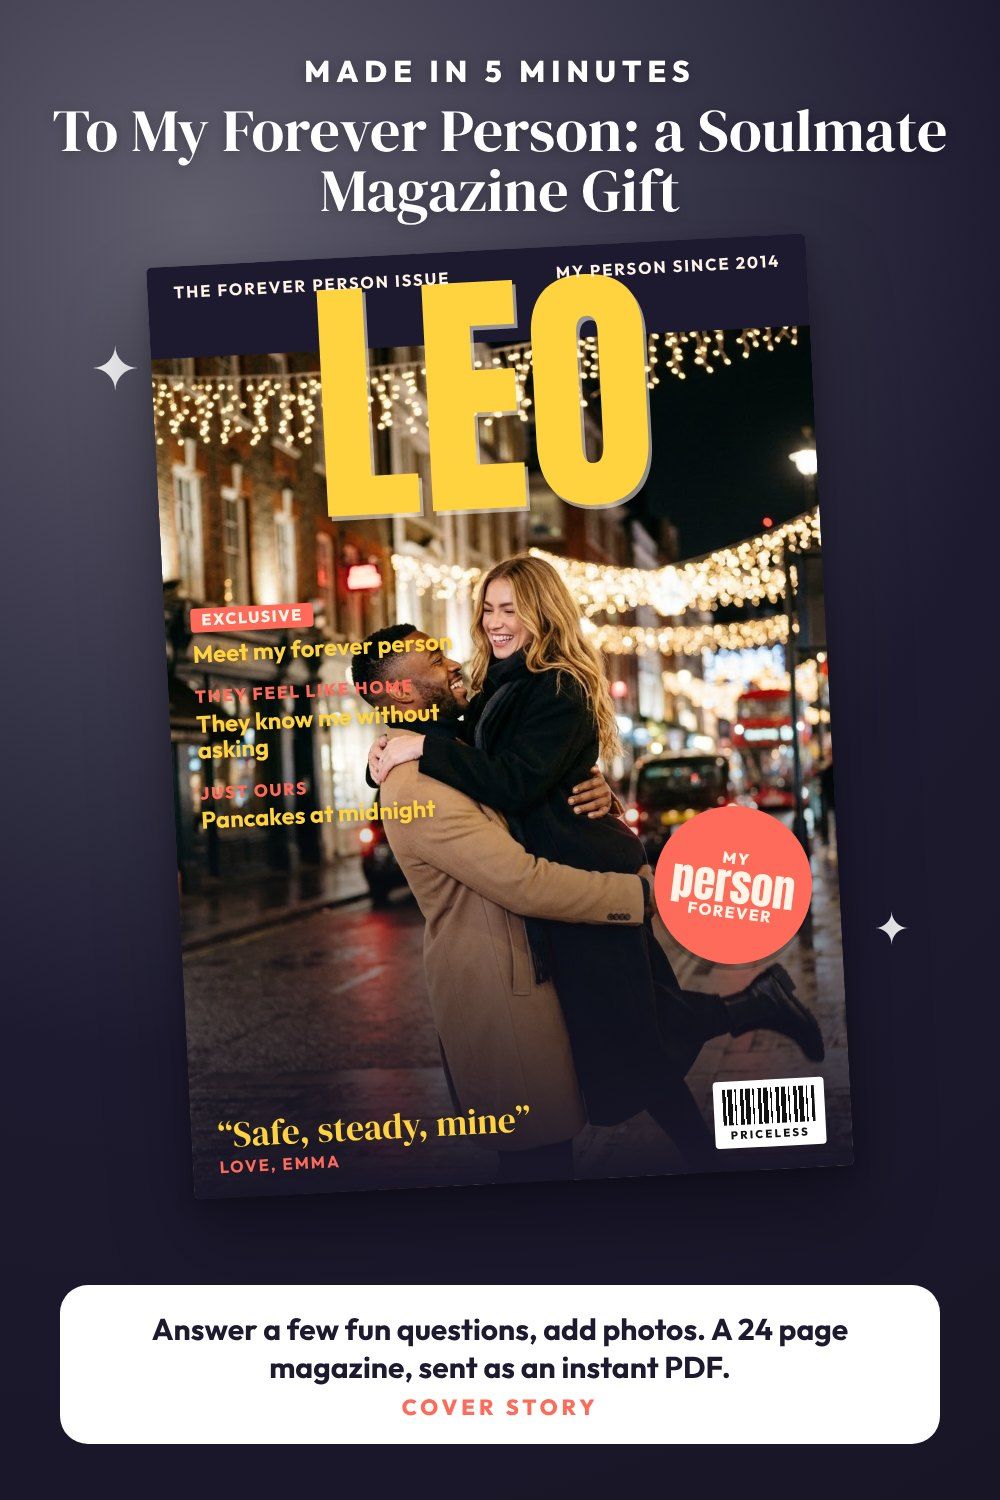 MADE IN 5 MINUTES
To My Forever Person: a Soulmate
Magazine Gift
THE FOREVER PERSON ISSUE
MY PERSON SINCE 2014
LEO
EXCLUSIVE
Meet my forever person
THEY FEEL LIKE HOME
They know me without
asking
JUST OURS
Pancakes at midnight
MY
person
FOREVER
“Safe, steady, mine”
LOVE, EMMA
PRICELESS
Answer a few fun questions, add photos. A 24 page
magazine, sent as an instant PDF.
COVER STORY